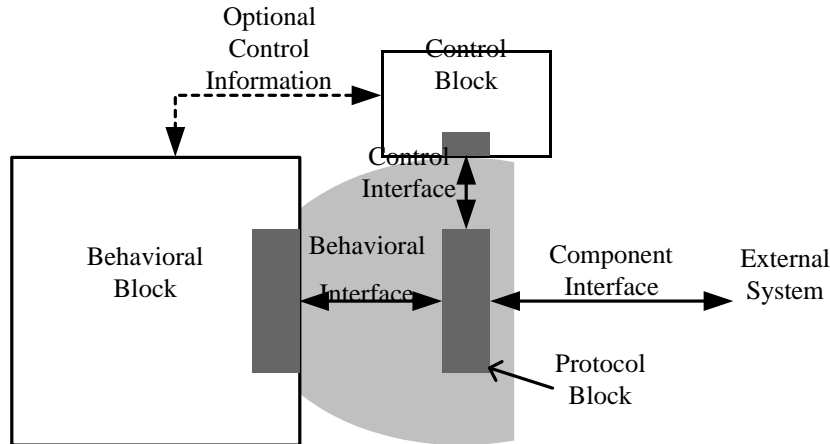 Optional
Control
Information
Control
Block
Control
Interface
Behavioral
Block
Behavioral
Interface
Component
Interface
External
System
Protocol
Block